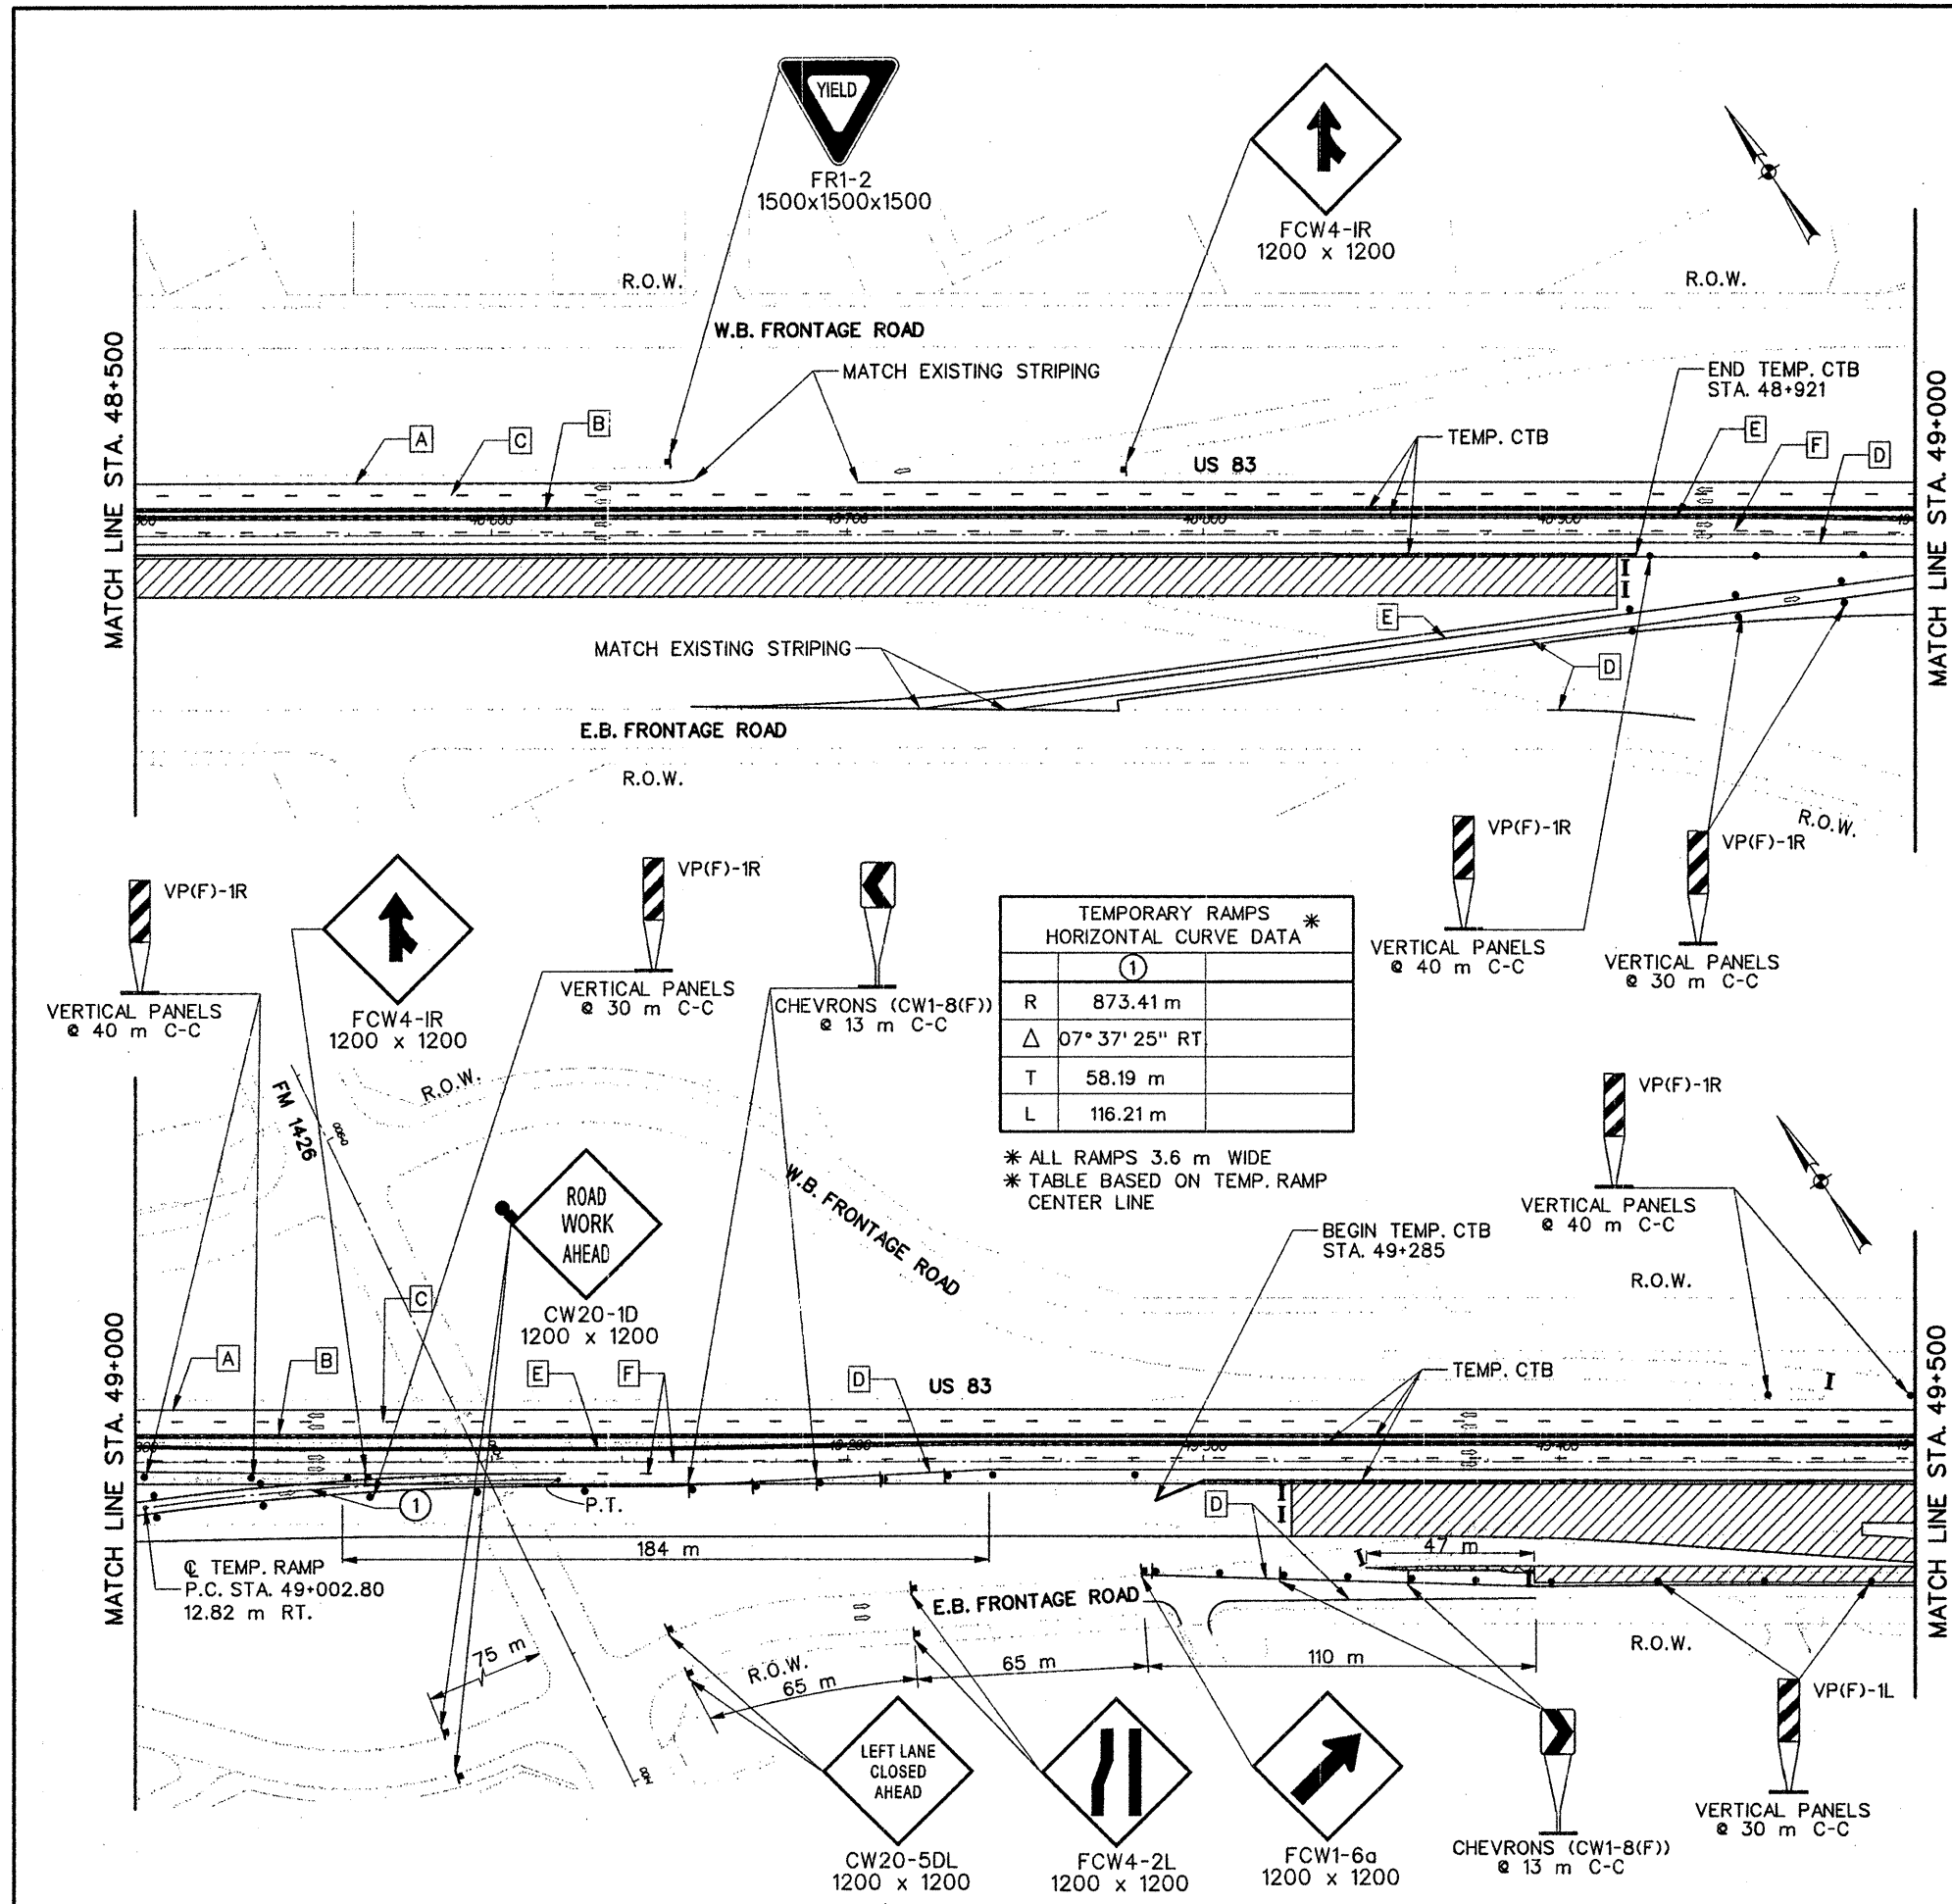 YIELD
FR1-2
1500x1500x1500
FCW4-IR
1200 x 1200
R.O.W.
R.O.W.
W.B. FRONTAGE ROAD
MATCH EXISTING STRIPING
END TEMP. CTB
STA. 48+921
A
C
B
TEMP. CTB
E
F
D
US 83
MATCH LINE STA. 48+500
MATCH LINE STA. 49+000
E
MATCH EXISTING STRIPING
D
E.B. FRONTAGE ROAD
R.O.W.
R.O.W.
VP(F)-1R
VERTICAL PANELS
@ 40 m C-C
VP(F)-1R
VERTICAL PANELS
@ 30 m C-C
VP(F)-1R
VERTICAL PANELS
@ 40 m C-C
FCW4-IR
1200 x 1200
VP(F)-1R
VERTICAL PANELS
@ 30 m C-C
CHEVRONS (CW1-8(F))
@ 13 m C-C
TEMPORARY RAMPS *
HORIZONTAL CURVE DATA
1
R 873.41 m
△ 07° 37' 25" RT
T 58.19 m
L 116.21 m
* ALL RAMPS 3.6 m WIDE
* TABLE BASED ON TEMP. RAMP
CENTER LINE
VP(F)-1R
VERTICAL PANELS
@ 40 m C-C
FM 1426
R.O.W.
ROAD
WORK
AHEAD
CW20-1D
1200 x 1200
W.B. FRONTAGE ROAD
BEGIN TEMP. CTB
STA. 49+285
R.O.W.
MATCH LINE STA. 49+000
MATCH LINE STA. 49+500
A
B
C
E
F
D
US 83
TEMP. CTB
49+200
49+300
49+400
1
P.T.
184 m
℄ TEMP. RAMP
P.C. STA. 49+002.80
12.82 m RT.
D
47 m
E.B. FRONTAGE ROAD
75 m
R.O.W.
65 m
65 m
110 m
R.O.W.
LEFT LANE
CLOSED
AHEAD
CW20-5DL
1200 x 1200
FCW4-2L
1200 x 1200
FCW1-6a
1200 x 1200
CHEVRONS (CW1-8(F))
@ 13 m C-C
VP(F)-1L
VERTICAL PANELS
@ 30 m C-C